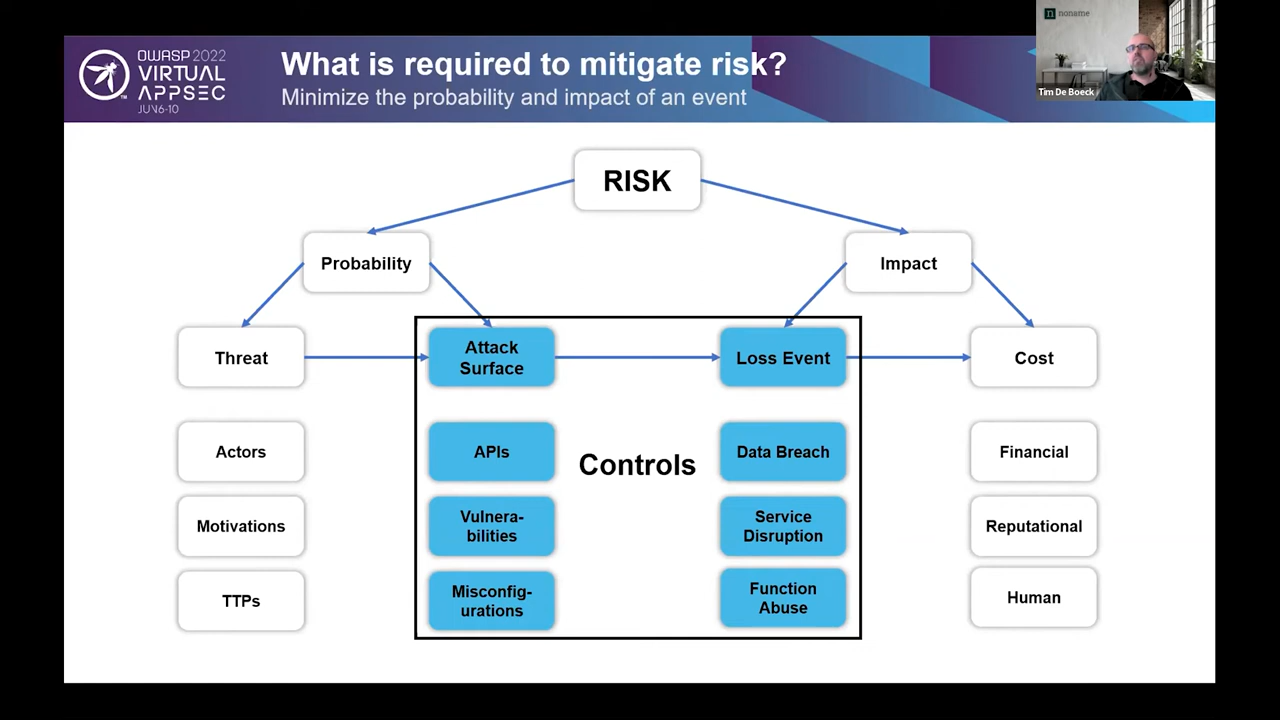 noname
Tim De Boeck
OWASP 2022
VIRTUAL
APPSEC
JUN 6-10
What is required to mitigate risk?
Minimize the probability and impact of an event
RISK
Probability
Impact
Threat
Attack
Surface
Loss Event
Cost
Actors
APIs
Controls
Data Breach
Financial
Motivations
Vulnera-
bilities
Service
Disruption
Reputational
TTPs
Misconfig-
urations
Function
Abuse
Human